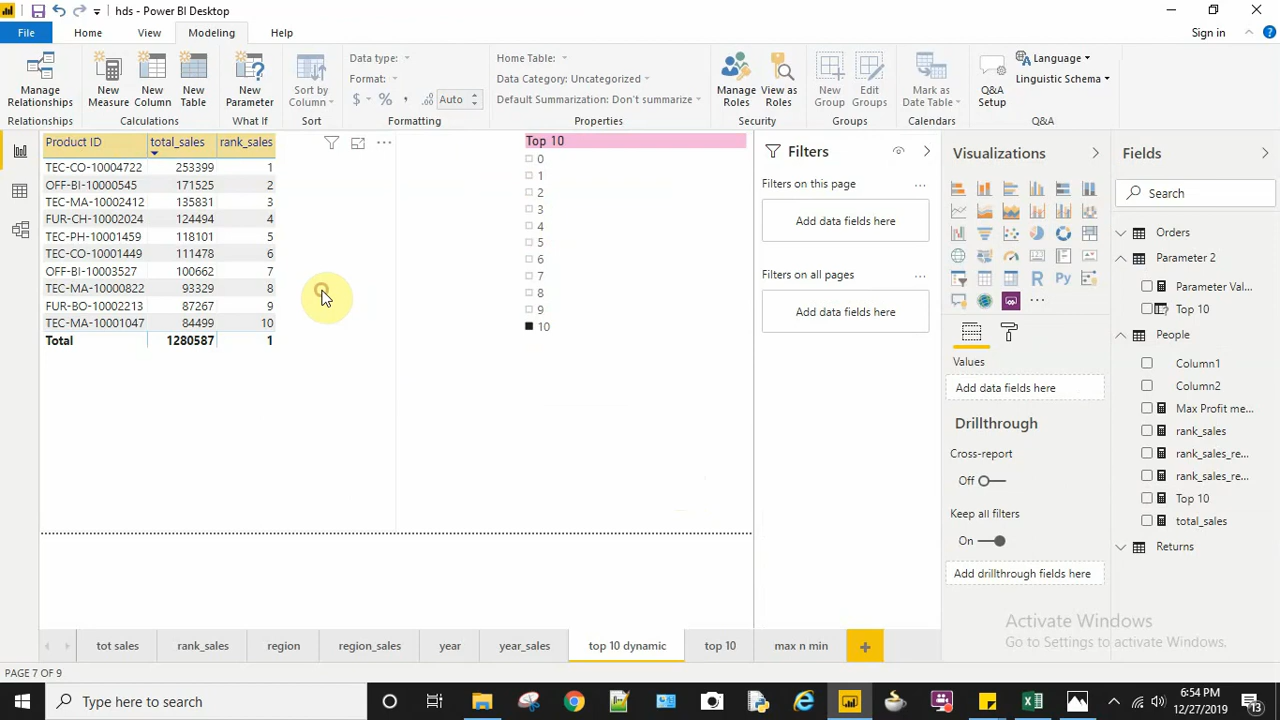 hds - Power BI Desktop
File
Home
View
Modeling
Help
Sign in
Manage Relationships
New Measure
New Column
New Table
New Parameter
Sort by Column
Data type:
Format:
$ % , .00 Auto
Home Table:
Data Category: Uncategorized
Default Summarization: Don't summarize
Manage Roles
View as Roles
New Group
Edit Groups
Mark as Date Table
Q&A Setup
Language
Linguistic Schema
Relationships
Calculations
What If
Sort
Formatting
Properties
Security
Groups
Calendars
Q&A
Product ID total_sales rank_sales
TEC-CO-10004722 253399 1
OFF-BI-10000545 171525 2
TEC-MA-10002412 135831 3
FUR-CH-10002024 124494 4
TEC-PH-10001459 118101 5
TEC-CO-10001449 111478 6
OFF-BI-10003527 100662 7
TEC-MA-10000822 93329 8
FUR-BO-10002213 87267 9
TEC-MA-10001047 84499 10
Total 1280587 1
Top 10
0
1
2
3
4
5
6
7
8
9
10
Filters
Filters on this page
Add data fields here
Filters on all pages
Add data fields here
Visualizations
R
Py
Values
Add data fields here
Drillthrough
Cross-report
Off
Keep all filters
On
Add drillthrough fields here
Fields
Search
Orders
Parameter 2
Parameter Val...
Top 10
People
Column1
Column2
Max Profit me...
rank_sales
rank_sales_re...
rank_sales_re...
Top 10
total_sales
Returns
Activate Windows
Go to Settings to activate Windows.
tot sales
rank_sales
region
region_sales
year
year_sales
top 10 dynamic
top 10
max n min
PAGE 7 OF 9
Type here to search
6:54 PM
12/27/2019
13